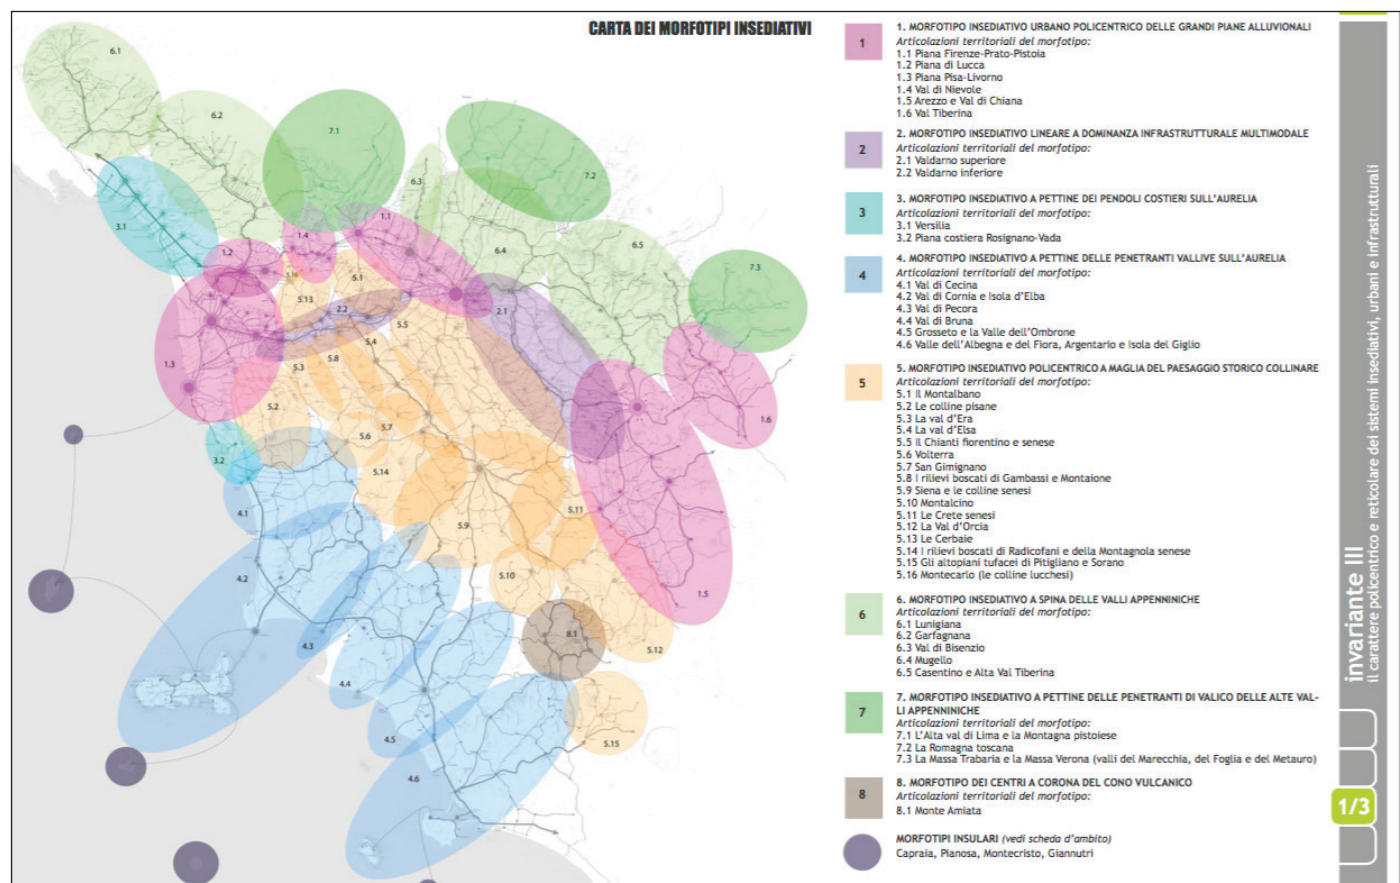 CARTA DEI MORFOTIPI INSEDIATIVI
6.1
6.2
7.1
7.2
6.3
3.1
1.1
1.4
1.2
6.4
6.5
7.3
5.16
5.1
5.13
2.2
2.1
5.5
5.4
5.8
5.3
1.3
5.2
1.6
5.7
5.6
3.2
5.14
4.1
5.9
5.11
4.2
5.10
1.5
8.1
4.3
5.12
4.4
4.5
5.15
4.6
1
1. MORFOTIPO INSEDIATIVO URBANO POLICENTRICO DELLE GRANDI PIANE ALLUVIONALI
Articolazioni territoriali del morfotipo:
1.1 Piana Firenze-Prato-Pistoia
1.2 Piana di Lucca
1.3 Piana Pisa-Livorno
1.4 Val di Nievole
1.5 Arezzo e Val di Chiana
1.6 Val Tiberina
2
2. MORFOTIPO INSEDIATIVO LINEARE A DOMINANZA INFRASTRUTTURALE MULTIMODALE
Articolazioni territoriali del morfotipo:
2.1 Valdarno superiore
2.2 Valdarno inferiore
3
3. MORFOTIPO INSEDIATIVO A PETTINE DEI PENDOLI COSTIERI SULL'AURELIA
Articolazioni territoriali del morfotipo:
3.1 Versilia
3.2 Piana costiera Rosignano-Vada
4
4. MORFOTIPO INSEDIATIVO A PETTINE DELLE PENETRANTI VALLIVE SULL'AURELIA
Articolazioni territoriali del morfotipo:
4.1 Val di Cecina
4.2 Val di Cornia e Isola d'Elba
4.3 Val di Pecora
4.4 Val di Bruna
4.5 Grosseto e la Valle dell'Ombrone
4.6 Valle dell'Albegna e del Fiora, Argentario e Isola del Giglio
5
5. MORFOTIPO INSEDIATIVO POLICENTRICO A MAGLIA DEL PAESAGGIO STORICO COLLINARE
Articolazioni territoriali del morfotipo:
5.1 Il Montalbano
5.2 Le colline pisane
5.3 La val d'Era
5.4 La val d'Elsa
5.5 Il Chianti fiorentino e senese
5.6 Volterra
5.7 San Gimignano
5.8 I rilievi boscati di Gambassi e Montaione
5.9 Siena e le colline senesi
5.10 Montalcino
5.11 Le Crete senesi
5.12 La Val d'Orcia
5.13 Le Cerbaie
5.14 I rilievi boscati di Radicofani e della Montagnola senese
5.15 Gli altopiani tufacei di Pitigliano e Sorano
5.16 Montecarlo (le colline lucchesi)
6
6. MORFOTIPO INSEDIATIVO A SPINA DELLE VALLI APPENNINICHE
Articolazioni territoriali del morfotipo:
6.1 Lunigiana
6.2 Garfagnana
6.3 Val di Bisenzio
6.4 Mugello
6.5 Casentino e Alta Val Tiberina
7
7. MORFOTIPO INSEDIATIVO A PETTINE DELLE PENETRANTI DI VALICO DELLE ALTE VAL-
LI APPENNINICHE
Articolazioni territoriali del morfotipo:
7.1 L'Alta val di Lima e la Montagna pistoiese
7.2 La Romagna toscana
7.3 La Massa Trabaria e la Massa Verona (valli del Marecchia, del Foglia e del Metauro)
8
8. MORFOTIPO DEI CENTRI A CORONA DEL CONO VULCANICO
Articolazioni territoriali del morfotipo:
8.1 Monte Amiata
MORFOTIPI INSULARI (vedi scheda d'ambito)
Capraia, Pianosa, Montecristo, Giannutri
invariante III
il carattere policentrico e reticolare dei sistemi insediativi, urbani e infrastrutturali
1/3